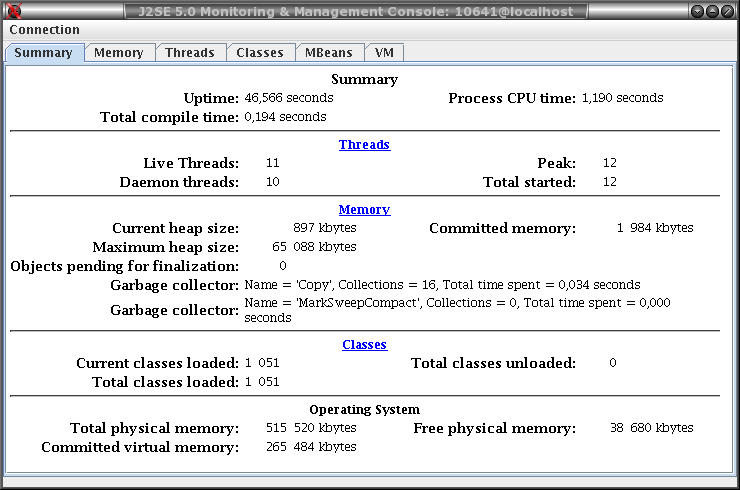 J2SE 5.0 Monitoring & Management Console: 10641@localhost
Connection
Summary Memory Threads Classes MBeans VM
Summary
Uptime: 46,566 seconds Process CPU time: 1,190 seconds
Total compile time: 0,194 seconds
Threads
Live Threads: 11 Peak: 12
Daemon threads: 10 Total started: 12
Memory
Current heap size: 897 kbytes Committed memory: 1 984 kbytes
Maximum heap size: 65 088 kbytes
Objects pending for finalization: 0
Garbage collector: Name = 'Copy', Collections = 16, Total time spent = 0,034 seconds
Garbage collector: Name = 'MarkSweepCompact', Collections = 0, Total time spent = 0,000
seconds
Classes
Current classes loaded: 1 051 Total classes unloaded: 0
Total classes loaded: 1 051
Operating System
Total physical memory: 515 520 kbytes Free physical memory: 38 680 kbytes
Committed virtual memory: 265 484 kbytes